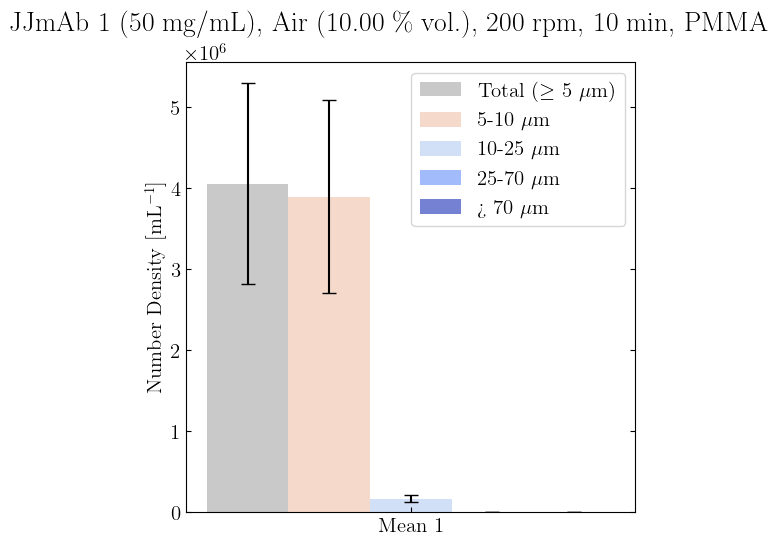 JJmAb 1 (50 mg/mL), Air (10.00 % vol.), 200 rpm, 10 min, PMMA
×10⁶
Total (≥ 5 μm)
5-10 μm
10-25 μm
25-70 μm
¿ 70 μm
Number Density [mL⁻¹]
5
4
3
2
1
0
Mean 1